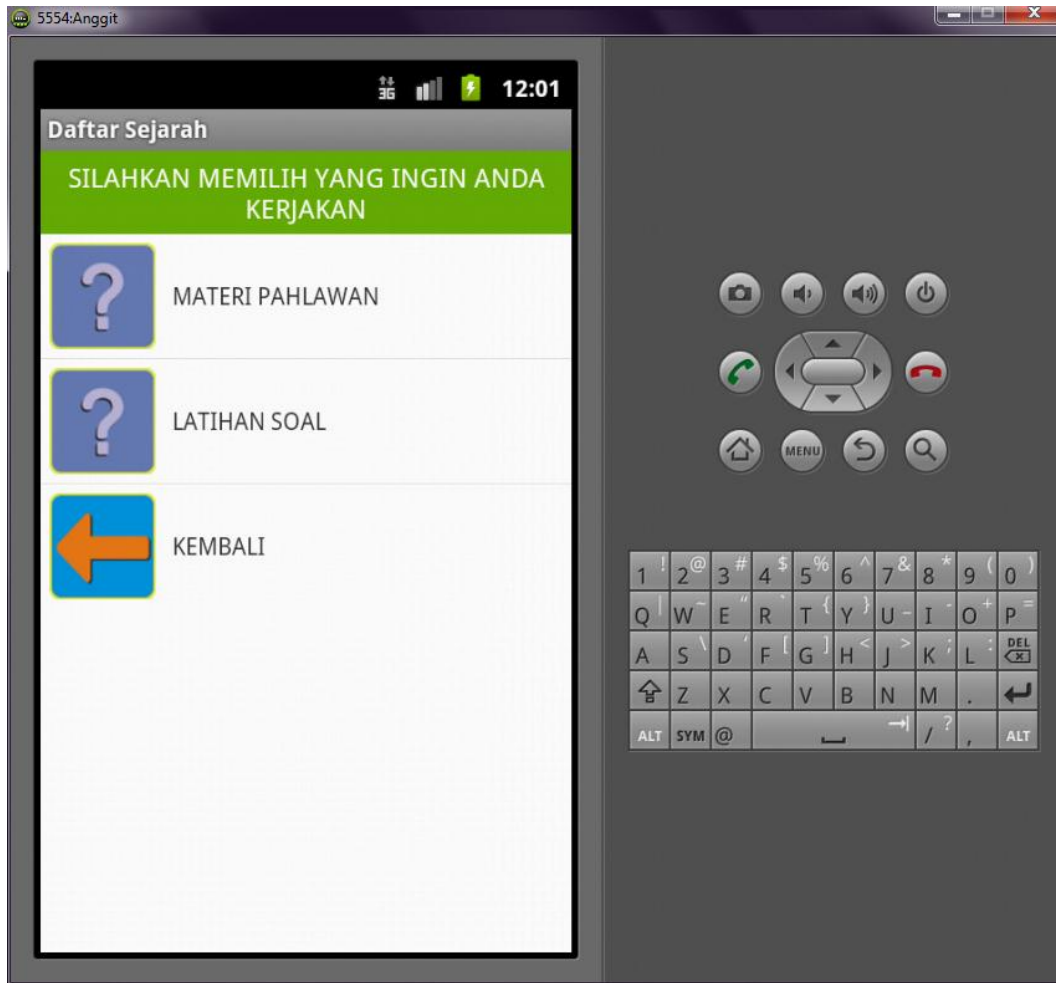 5554:Anggit
3G 12:01
Daftar Sejarah
SILAHKAN MEMILIH YANG INGIN ANDA
KERJAKAN
? MATERI PAHLAWAN
? LATIHAN SOAL
KEMBALI
MENU
1 ! 2 @ 3 # 4 $ 5 % 6 ^ 7 & 8 * 9 ( 0 )
Q | W ~ E " R ` T { Y } U _ I - O + P =
A S \ D ' F [ G ] H < J > K ; L : DEL
Z X C V B N M .
ALT SYM @ / ? , ALT